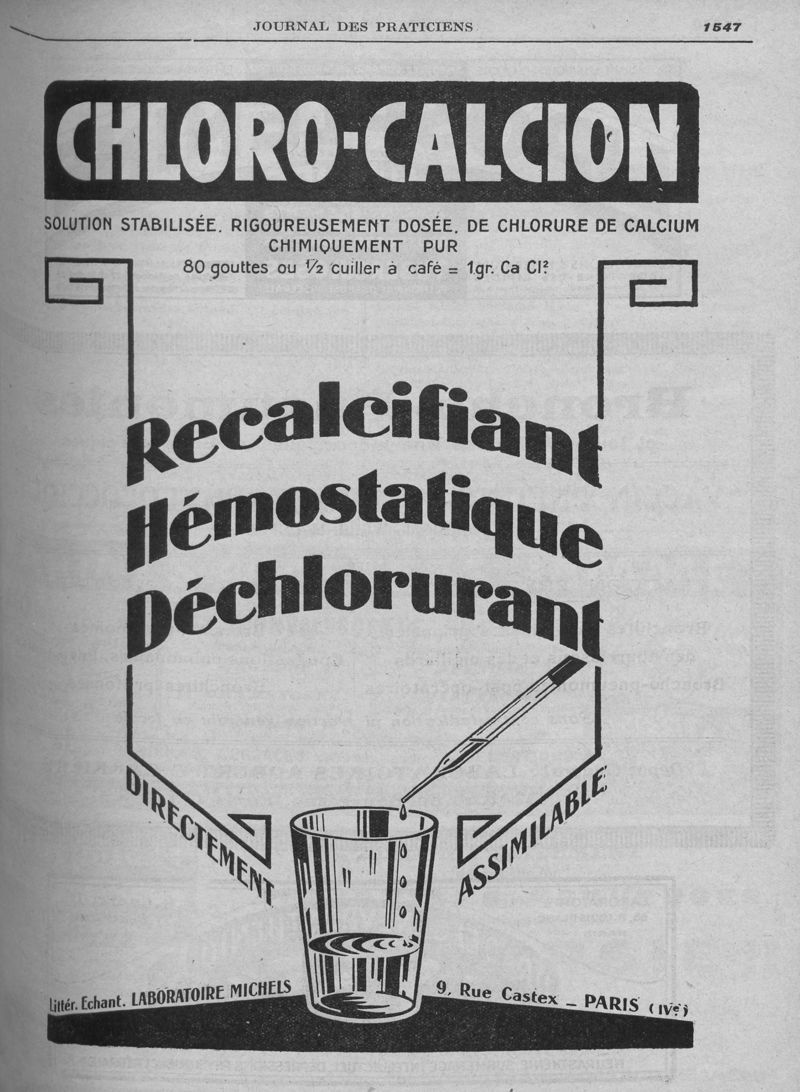 JOURNAL DES PRATICIENS
1547
CHLORO-CALCION
SOLUTION STABILISÉE, RIGOUREUSEMENT DOSÉE, DE CHLORURE DE CALCIUM
CHIMIQUEMENT PUR
80 gouttes ou 1/2 cuiller à café = 1gr. Ca Cl²
Recalcifiant
Hémostatique
Déchlorurant
DIRECTEMENT
ASSIMILABLE
Littér. Echant. LABORATOIRE MICHELS
9, Rue Castex _ PARIS (IVe)